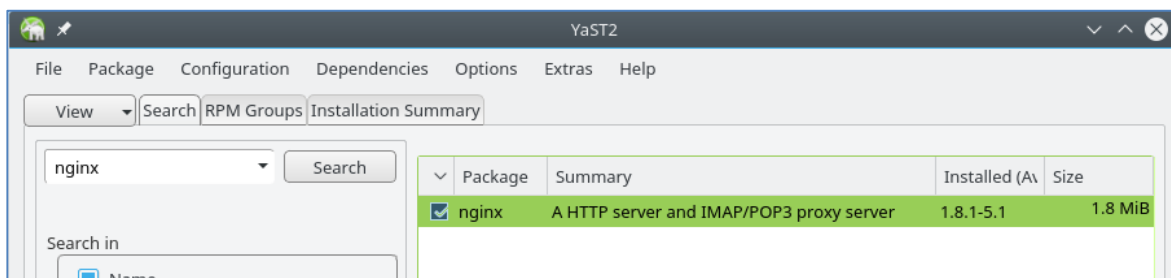 YaST2
File Package Configuration Dependencies Options Extras Help
View Search RPM Groups Installation Summary
nginx Search
Package Summary Installed (Av Size
nginx A HTTP server and IMAP/POP3 proxy server 1.8.1-5.1 1.8 MiB
Search in
Name